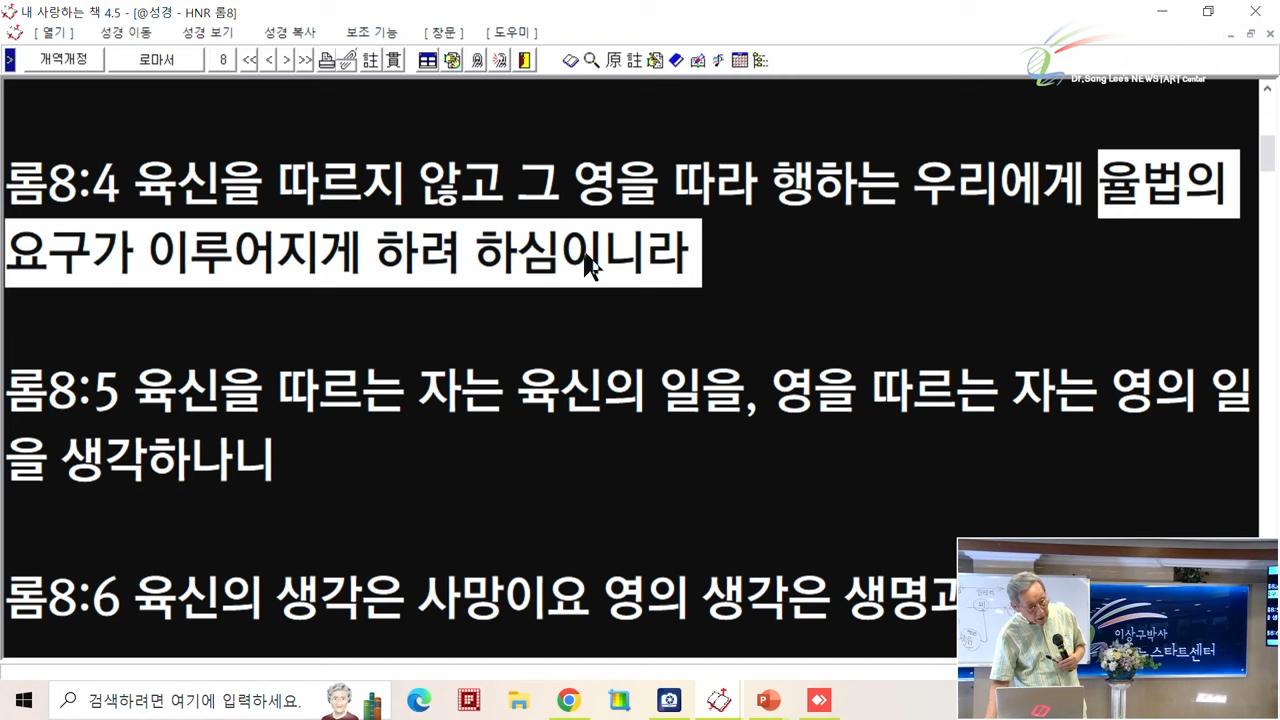 내 사랑하는 책 4.5 - [@성경 - HNR 롬8]
[ 열기 ] 성경 이동 성경 보기 성경 복사 보조 기능 [ 창문 ] [ 도우미 ]
개역개정 로마서 8 << < > >> 註 貫 原 註
Dr.Sang Lee's NEWSTART Center
롬8:4 육신을 따르지 않고 그 영을 따라 행하는 우리에게 율법의
요구가 이루어지게 하려 하심이니라
롬8:5 육신을 따르는 자는 육신의 일을, 영을 따르는 자는 영의 일
을 생각하나니
롬8:6 육신의 생각은 사망이요 영의 생각은 생명
이상구박사
스타트센터
검색하려면 여기에 입력하세요.